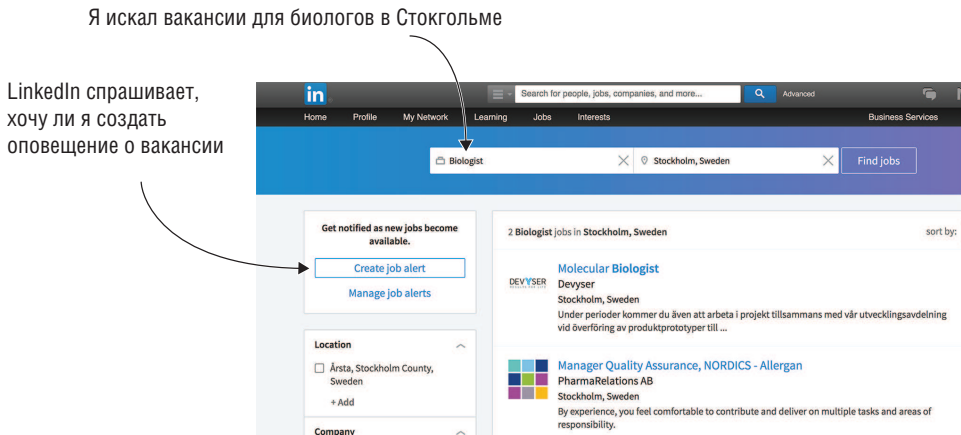 Я искал вакансии для биологов в Стокгольме
LinkedIn спрашивает,
хочу ли я создать
оповещение о вакансии
in
Search for people, jobs, companies, and more...
Advanced
Home Profile My Network Learning Jobs Interests Business Services
Biologist
Stockholm, Sweden
Find jobs
Get notified as new jobs become
available.
Create job alert
Manage job alerts
Location
Årsta, Stockholm County,
Sweden
+ Add
Company
2 Biologist jobs in Stockholm, Sweden
sort by:
DEVYSER
Molecular Biologist
Devyser
Stockholm, Sweden
Under perioder kommer du även att arbeta i projekt tillsammans med vår utvecklingsavdelning
vid överföring av produktprototyper till ...
Manager Quality Assurance, NORDICS - Allergan
PharmaRelations AB
Stockholm, Sweden
By experience, you feel comfortable to contribute and deliver on multiple tasks and areas of
responsibility.